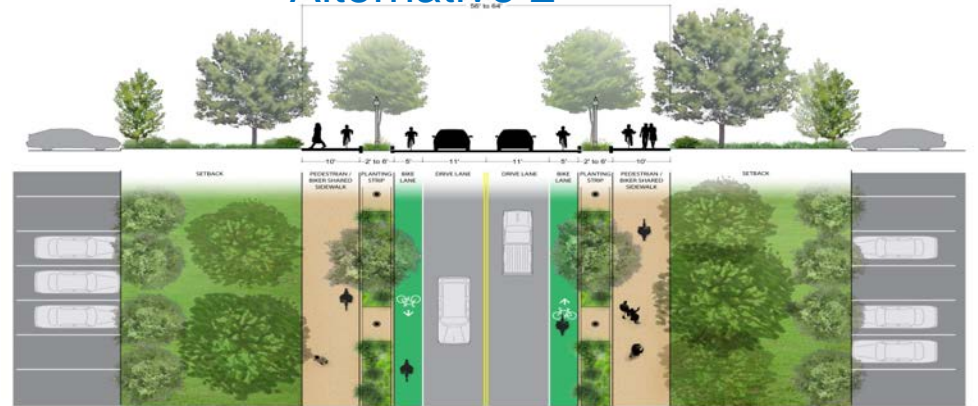 Alternative 2
56' to 64'
10' 2' to 6' 5' 11' 11' 5' 2' to 6' 10'
SETBACK
PEDESTRIAN / BIKER SHARED SIDEWALK
PLANTING STRIP
BIKE LANE
DRIVE LANE
DRIVE LANE
BIKE LANE
PLANTING STRIP
PEDESTRIAN / BIKER SHARED SIDEWALK
SETBACK